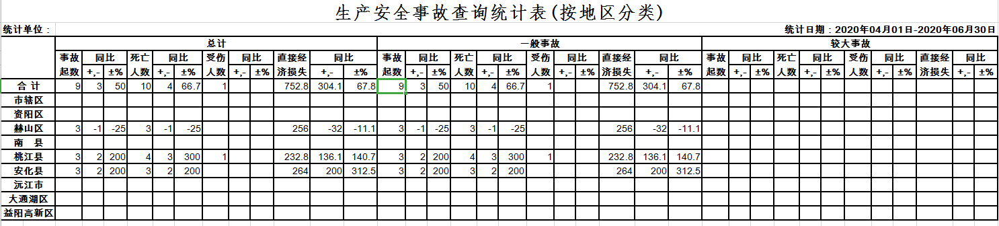 生产安全事故查询统计表(按地区分类)
统计单位： 统计日期：2020年04月01日-2020年06月30日
总计 一般事故 较大事故
事故起数 同比 死亡人数 同比 受伤人数 同比 直接经济损失 同比 事故起数 同比 死亡人数 同比 受伤人数 同比 直接经济损失 同比 事故起数 同比 死亡人数 同比 受伤人数 同比 直接经济损失 同比
+,- ±% +,- ±% +,- ±% +,- ±% +,- ±% +,- ±% +,- ±% +,- ±% +,- ±% +,- ±% +,- ±% +,- ±%
合 计 9 3 50 10 4 66.7 1 752.8 304.1 67.8 9 3 50 10 4 66.7 1 752.8 304.1 67.8
市辖区
资阳区
赫山区 3 -1 -25 3 -1 -25 256 -32 -11.1 3 -1 -25 3 -1 -25 256 -32 -11.1
南 县
桃江县 3 2 200 4 3 300 1 232.8 136.1 140.7 3 2 200 4 3 300 1 232.8 136.1 140.7
安化县 3 2 200 3 2 200 264 200 312.5 3 2 200 3 2 200 264 200 312.5
沅江市
大通湖区
益阳高新区